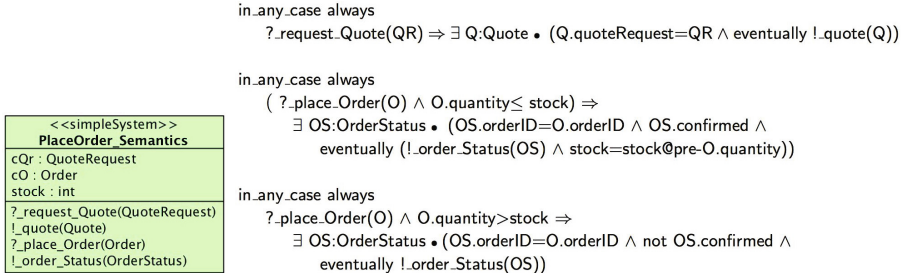 in_any_case always
?_request_Quote(QR) ⇒ ∃ Q:Quote • (Q.quoteRequest=QR ∧ eventually !_quote(Q))
in_any_case always
( ?_place_Order(O) ∧ O.quantity≤ stock) ⇒
∃ OS:OrderStatus • (OS.orderID=O.orderID ∧ OS.confirmed ∧
eventually (!_order_Status(OS) ∧ stock=stock@pre-O.quantity))
in_any_case always
?_place_Order(O) ∧ O.quantity>stock ⇒
∃ OS:OrderStatus •(OS.orderID=O.orderID ∧ not OS.confirmed ∧
eventually !_order_Status(OS))
<<simpleSystem>>
PlaceOrder_Semantics
cQr : QuoteRequest
cO : Order
stock : int
?_request_Quote(QuoteRequest)
!_quote(Quote)
?_place_Order(Order)
!_order_Status(OrderStatus)